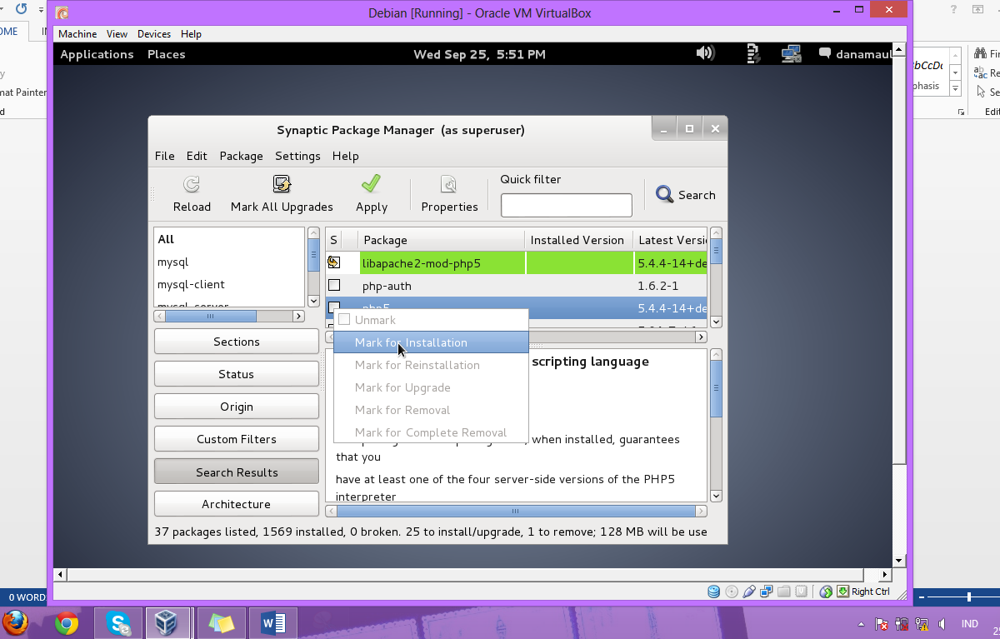 Debian [Running] - Oracle VM VirtualBox
Machine View Devices Help
OME
Applications Places Wed Sep 25, 5:51 PM danamaul
mat Painter
phasis
Synaptic Package Manager (as superuser)
File Edit Package Settings Help
Reload Mark All Upgrades Apply Properties Quick filter Search
All
mysql
mysql-client
mysql-server
S Package Installed Version Latest Versi
libapache2-mod-php5 5.4.4-14+de
php-auth 1.6.2-1
php5 5.4.4-14+de
Unmark
Mark for Installation
Mark for Reinstallation
Mark for Upgrade
Mark for Removal
Mark for Complete Removal
Sections
Status
Origin
Custom Filters
Search Results
Architecture
scripting language
, when installed, guarantees
that you
have at least one of the four server-side versions of the PHP5
interpreter
37 packages listed, 1569 installed, 0 broken. 25 to install/upgrade, 1 to remove; 128 MB will be use
Right Ctrl
0 WORD
IND